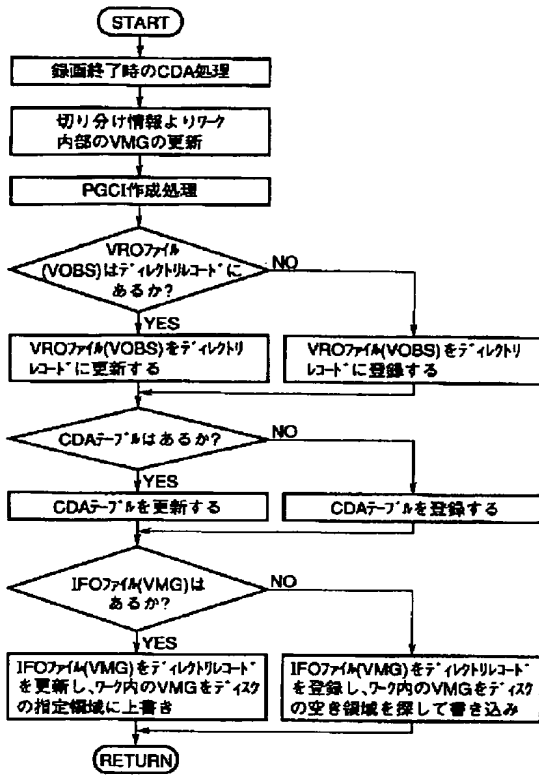 START
録画終了時のCDA処理
切り分け情報よりワーク
内部のVMGの更新
PGCI作成処理
VROファイル
(VOBS)はディレクトリレコードに
あるか?
NO
YES
VROファイル(VOBS)をディレクトリ
レコードに更新する
VROファイル(VOBS)をディレクトリ
レコードに登録する
CDAテーブルはあるか?
NO
YES
CDAテーブルを更新する
CDAテーブルを登録する
IFOファイル(VMG)は
あるか?
NO
YES
IFOファイル(VMG)をディレクトリレコード
を更新し、ワーク内のVMGをディスク
の指定領域に上書き
IFOファイル(VMG)をディレクトリレコード
を登録し、ワーク内のVMGをディスク
の空き領域を探して書き込み
RETURN